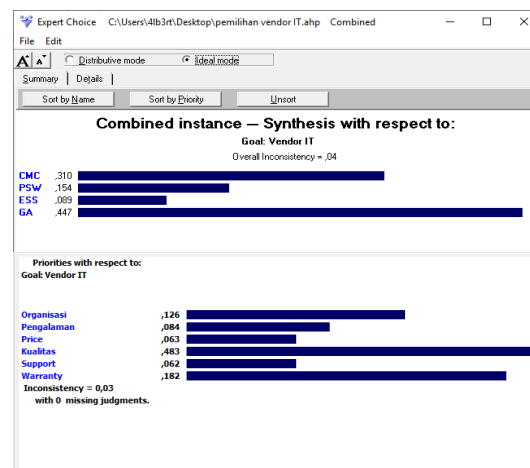 Expert Choice C:\Users\4lb3rt\Desktop\pemilihan vendor IT.ahp Combined
File Edit
A A Distributive mode Ideal mode
Summary Details
Sort by Name Sort by Priority Unsort
Combined instance -- Synthesis with respect to:
Goal: Vendor IT
Overall Inconsistency = ,04
CMC ,310
PSW ,154
ESS ,089
GA ,447
Priorities with respect to:
Goal: Vendor IT
Organisasi ,126
Pengalaman ,084
Price ,063
Kualitas ,483
Support ,062
Warranty ,182
Inconsistency = 0,03
with 0 missing judgments.